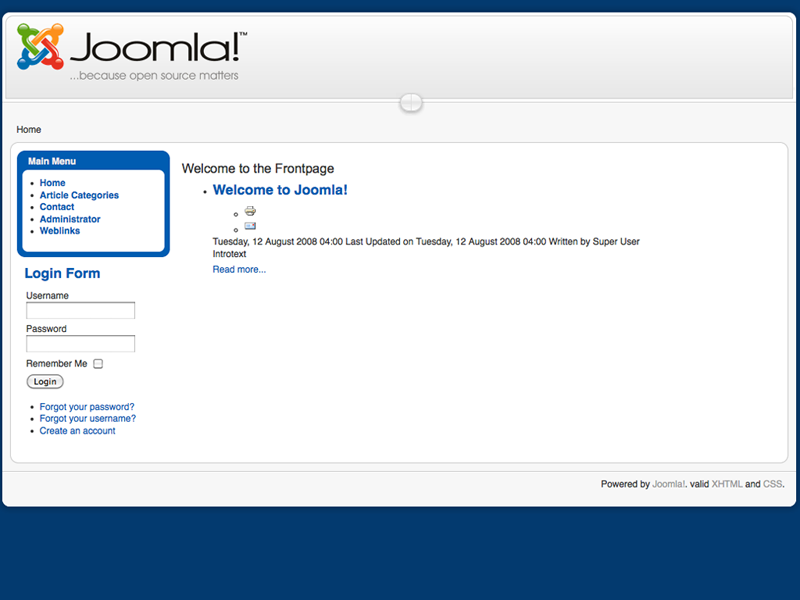 Joomla!™
...because open source matters
Home
Main Menu
Home
Article Categories
Contact
Administrator
Weblinks
Login Form
Username
Password
Remember Me
Login
Forgot your password?
Forgot your username?
Create an account
Welcome to the Frontpage
Welcome to Joomla!
Tuesday, 12 August 2008 04:00 Last Updated on Tuesday, 12 August 2008 04:00 Written by Super User
Introtext
Read more...
Powered by Joomla!. valid XHTML and CSS.